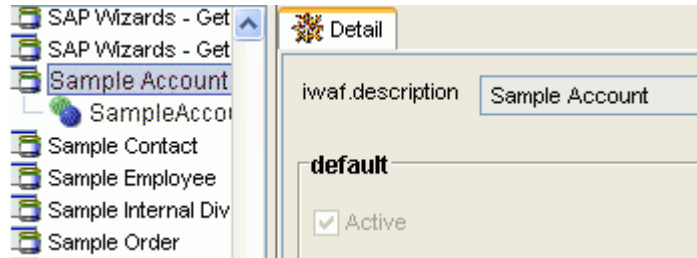 SAP Wizards - Get
SAP Wizards - Get
Sample Account
SampleAccou
Sample Contact
Sample Employee
Sample Internal Div
Sample Order
Detail
iwaf.description
Sample Account
default
Active